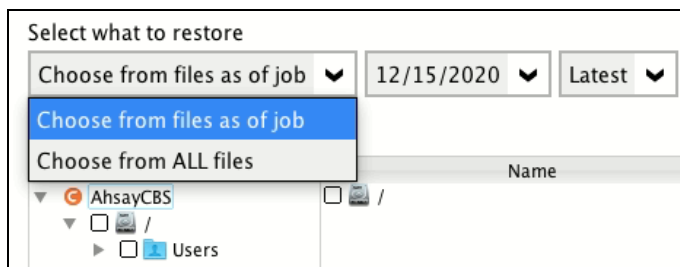 Select what to restore
Choose from files as of job 12/15/2020 Latest
Choose from files as of job
Choose from ALL files
Name
AhsayCBS /
/
Users